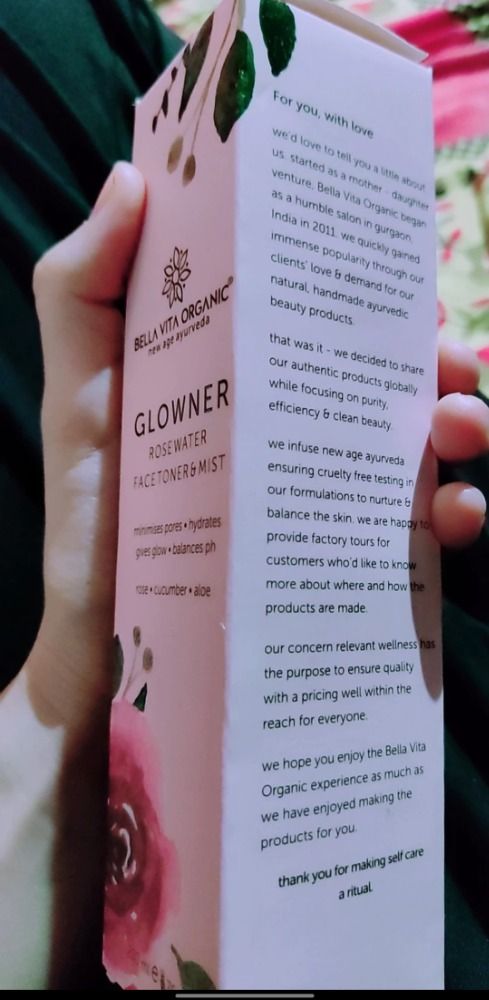 BELLA VITA ORGANIC®
new age ayurveda
GLOWNER
ROSEWATER
FACE TONER & MIST
minimises pores • hydrates
gives glow • balances ph
rose • cucumber • aloe
For you, with love
we'd love to tell you a little about
us. started as a mother - daughter
venture, Bella Vita Organic began
as a humble salon in gurgaon,
India in 2011. we quickly gained
immense popularity through our
clients' love & demand for our
natural, handmade ayurvedic
beauty products.
that was it - we decided to share
our authentic products globally
while focusing on purity,
efficiency & clean beauty.
we infuse new age ayurveda
ensuring cruelty free testing in
our formulations to nurture &
balance the skin. we are happy to
provide factory tours for
customers who'd like to know
more about where and how the
products are made.
our concern relevant wellness has
the purpose to ensure quality
with a pricing well within the
reach for everyone.
we hope you enjoy the Bella Vita
Organic experience as much as
we have enjoyed making the
products for you.
thank you for making self care
a ritual.